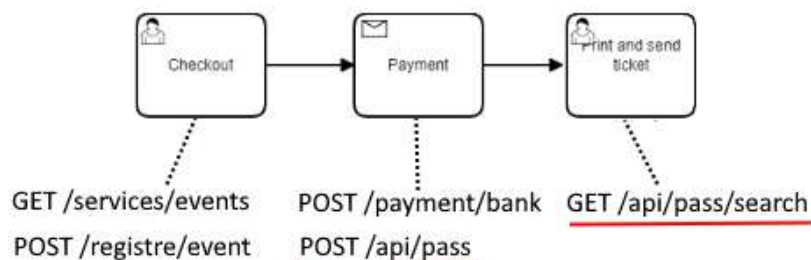 Checkout
Payment
Print and send
ticket
GET /services/events
POST /registre/event
POST /payment/bank
POST /api/pass
GET /api/pass/search